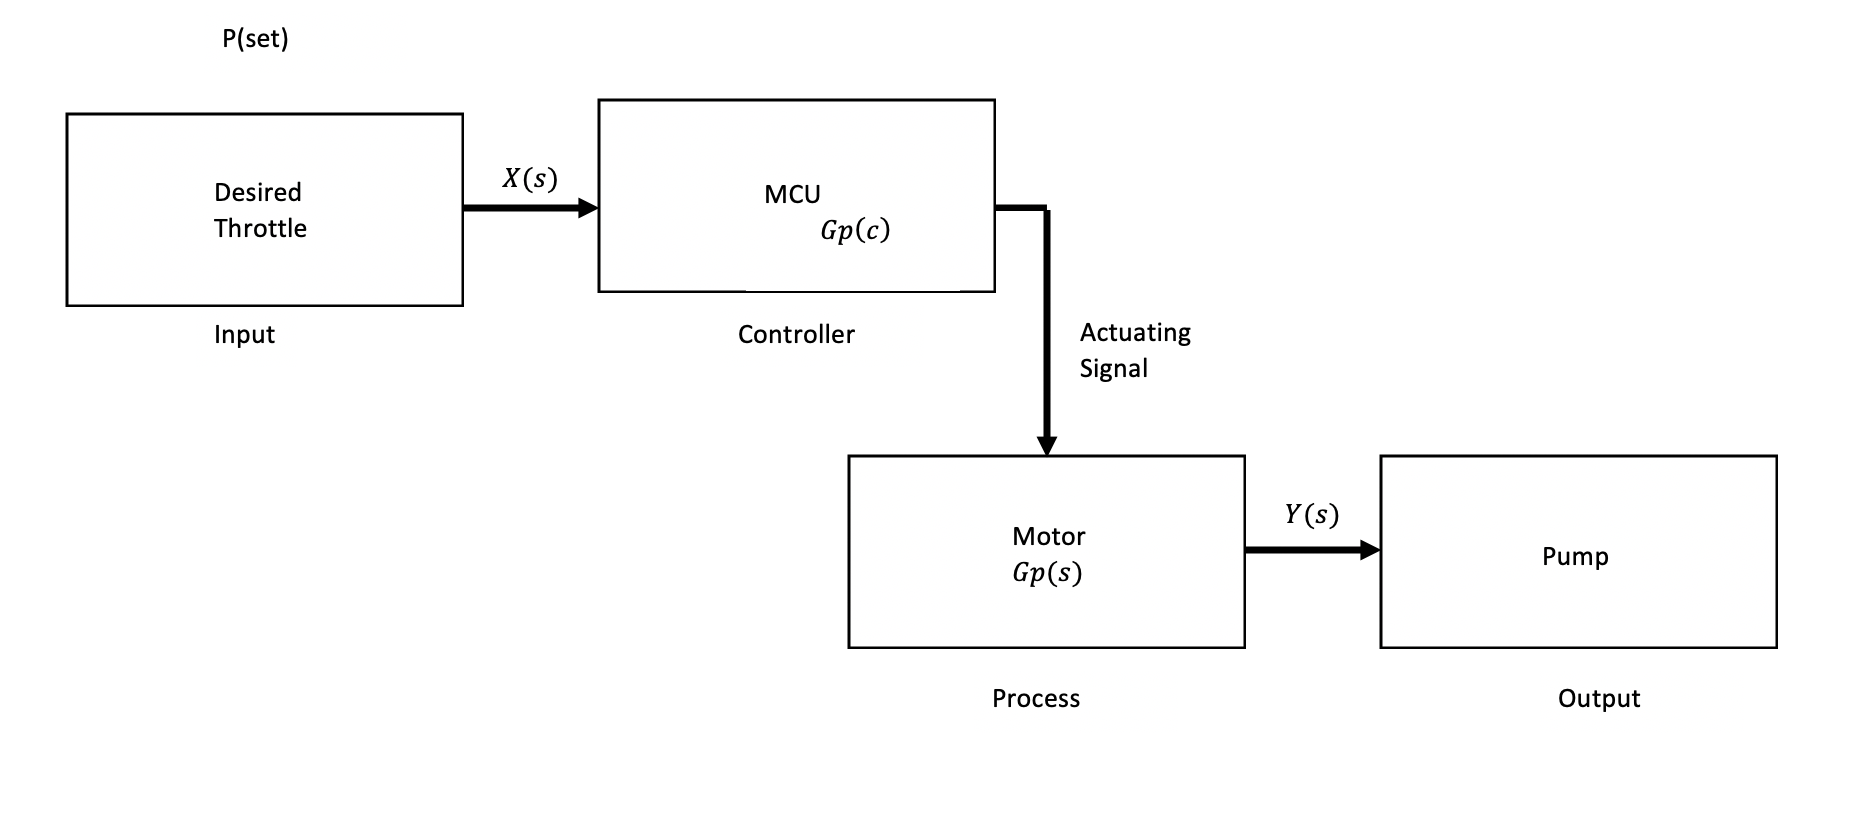 P(set)
Desired
Throttle
X(s)
MCU
Gp(c)
Input
Controller
Actuating
Signal
Motor
Gp(s)
Y(s)
Pump
Process
Output